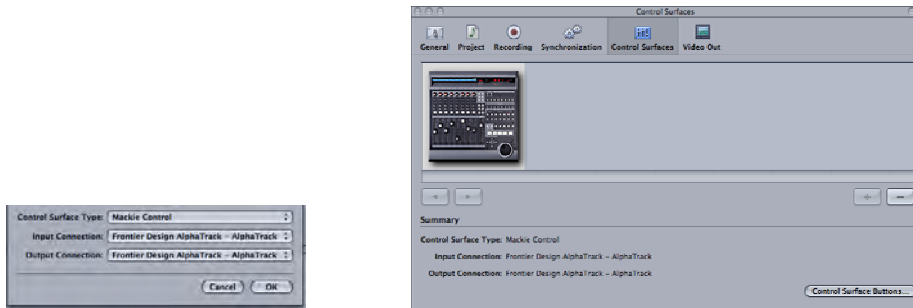 Control Surface Type: Mackie Control
Input Connection: Frontier Design AlphaTrack – AlphaTrack
Output Connection: Frontier Design AlphaTrack – AlphaTrack
Cancel OK
Control Surfaces
General Project Recording Synchronization Control Surfaces Video Out
Summary
Control Surface Type: Mackie Control
Input Connection: Frontier Design AlphaTrack – AlphaTrack
Output Connection: Frontier Design AlphaTrack – AlphaTrack
Control Surface Buttons...